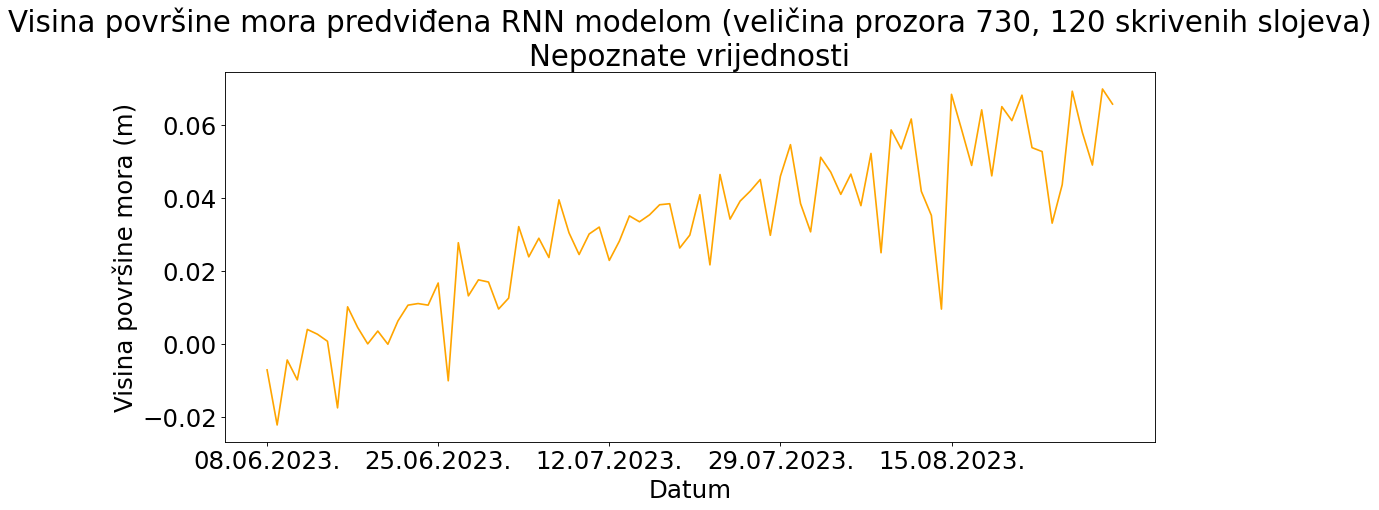 Visina površine mora predviđena RNN modelom (veličina prozora 730, 120 skrivenih slojeva)
Nepoznate vrijednosti
Visina površine mora (m)
0.06
0.04
0.02
0.00
−0.02
08.06.2023. 25.06.2023. 12.07.2023. 29.07.2023. 15.08.2023.
Datum